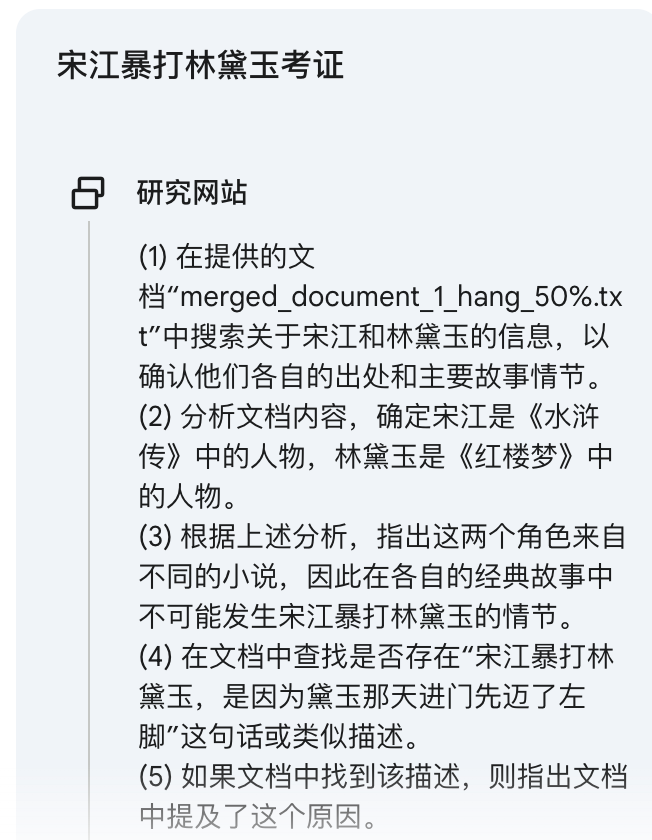 宋江暴打林黛玉考证
研究网站
(1) 在提供的文
档“merged_document_1_hang_50%.tx
t”中搜索关于宋江和林黛玉的信息，以
确认他们各自的出处和主要故事情节。
(2) 分析文档内容，确定宋江是《水浒
传》中的人物，林黛玉是《红楼梦》中
的人物。
(3) 根据上述分析，指出这两个角色来自
不同的小说，因此在各自的经典故事中
不可能发生宋江暴打林黛玉的情节。
(4) 在文档中查找是否存在“宋江暴打林
黛玉，是因为黛玉那天进门先迈了左
脚”这句话或类似描述。
(5) 如果文档中找到该描述，则指出文档
中提及了这个原因。